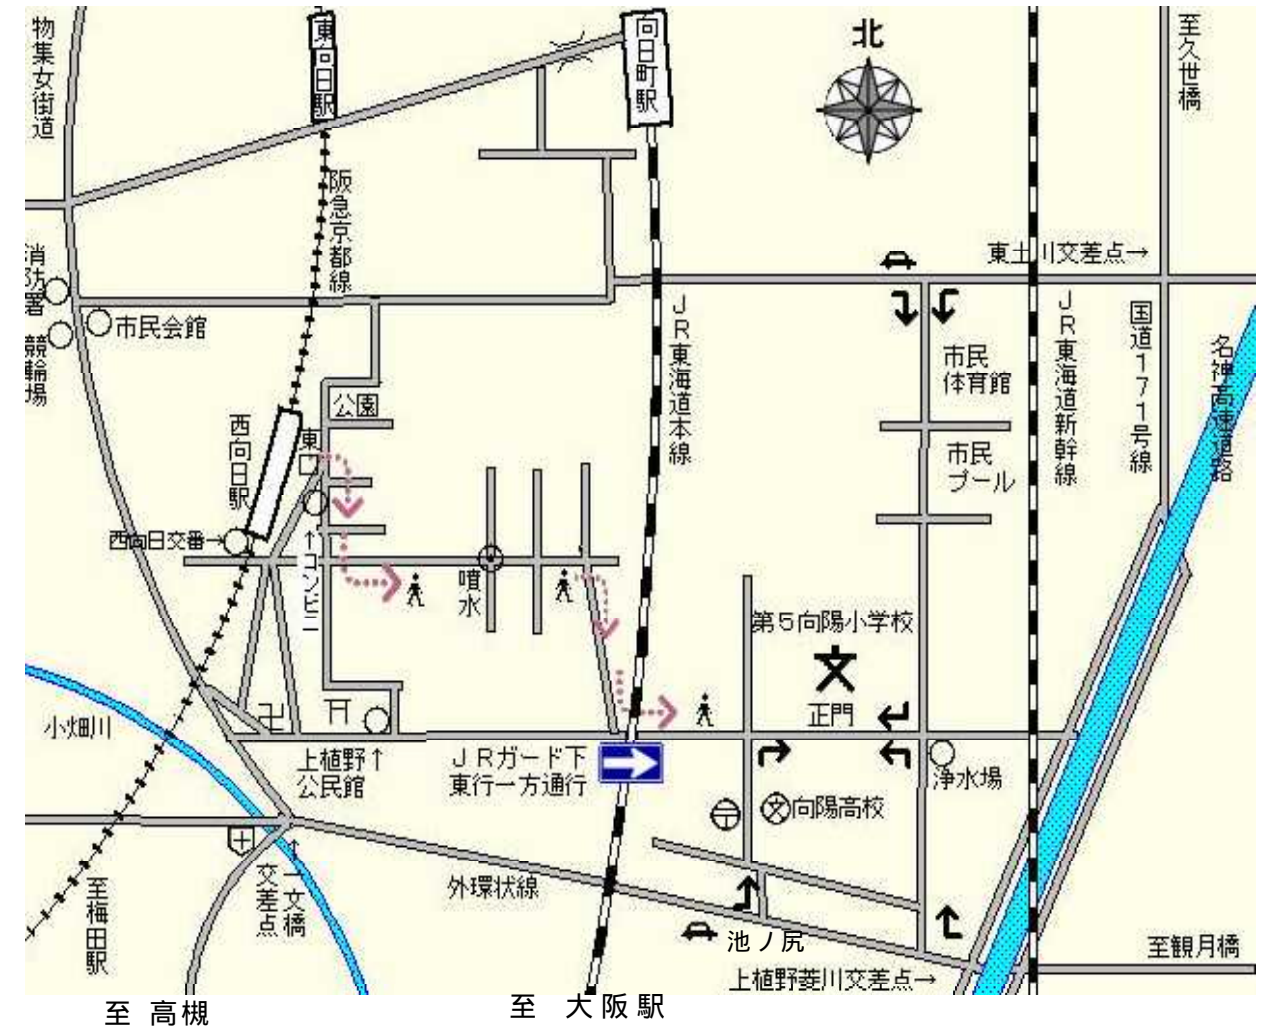 物集女街道
東向日駅
向日町駅
北
至久世橋
阪急京都線
消防署
競輪場
市民会館
東土川交差点→
公園
西向日駅
東口
西向日交番→
↑コンビニ
噴水
JR東海道本線
市民
体育館
市民
プール
JR東海道新幹線
国道171号線
名神高速道路
第5向陽小学校
文
正門
小畑川
卍
上植野↑
公民館
JRガード下
東行一方通行
浄水場
〒
文
向陽高校
↑一文橋
交差点
外環状線
池ノ尻
至梅田駅
上植野菱川交差点→
至観月橋
至 高槻
至 大阪駅